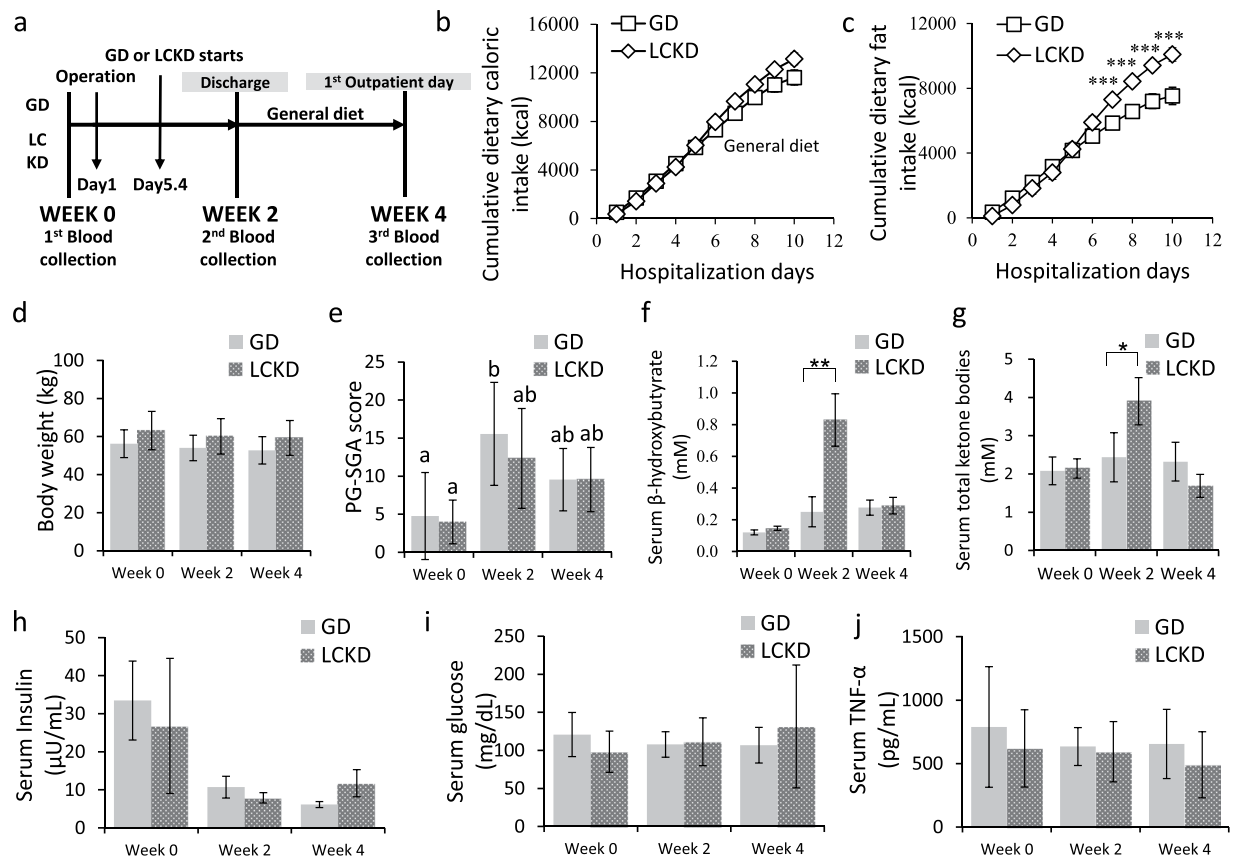 a
GD or LCKD starts
Operation
Discharge
1st Outpatient day
GD
General diet
LC
KD
Day1
Day5.4
WEEK 0
WEEK 2
WEEK 4
1st Blood
2nd Blood
3rd Blood
collection
collection
collection
b
GD
LCKD
16000
12000
8000
4000
0
General diet
0 2 4 6 8 10 12
Cumulative dietary caloric
intake (kcal)
Hospitalization days
c
GD
LCKD
12000
8000
4000
0
***
***
***
***
0 2 4 6 8 10 12
Cumulative dietary fat
intake (kcal)
Hospitalization days
d
GD
LCKD
100
80
60
40
20
0
Body weight (kg)
Week 0 Week 2 Week 4
e
GD
LCKD
25
20
15
10
5
0
a a b ab ab ab
PG-SGA score
Week 0 Week 2 Week 4
f
GD
LCKD
1.2
1.0
0.8
0.6
0.4
0.2
0.0
**
Serum β-hydroxybutyrate
(mM)
Week 0 Week 2 Week 4
g
GD
LCKD
5
4
3
2
1
0
*
Serum total ketone bodies
(mM)
Week 0 Week 2 Week 4
h
GD
LCKD
50
40
30
20
10
0
Serum Insulin
(µU/mL)
Week 0 Week 2 Week 4
i
GD
LCKD
250
200
150
100
50
0
Serum glucose
(mg/dL)
Week 0 Week 2 Week 4
j
GD
LCKD
1500
1000
500
0
Serum TNF-α
(pg/mL)
Week 0 Week 2 Week 4